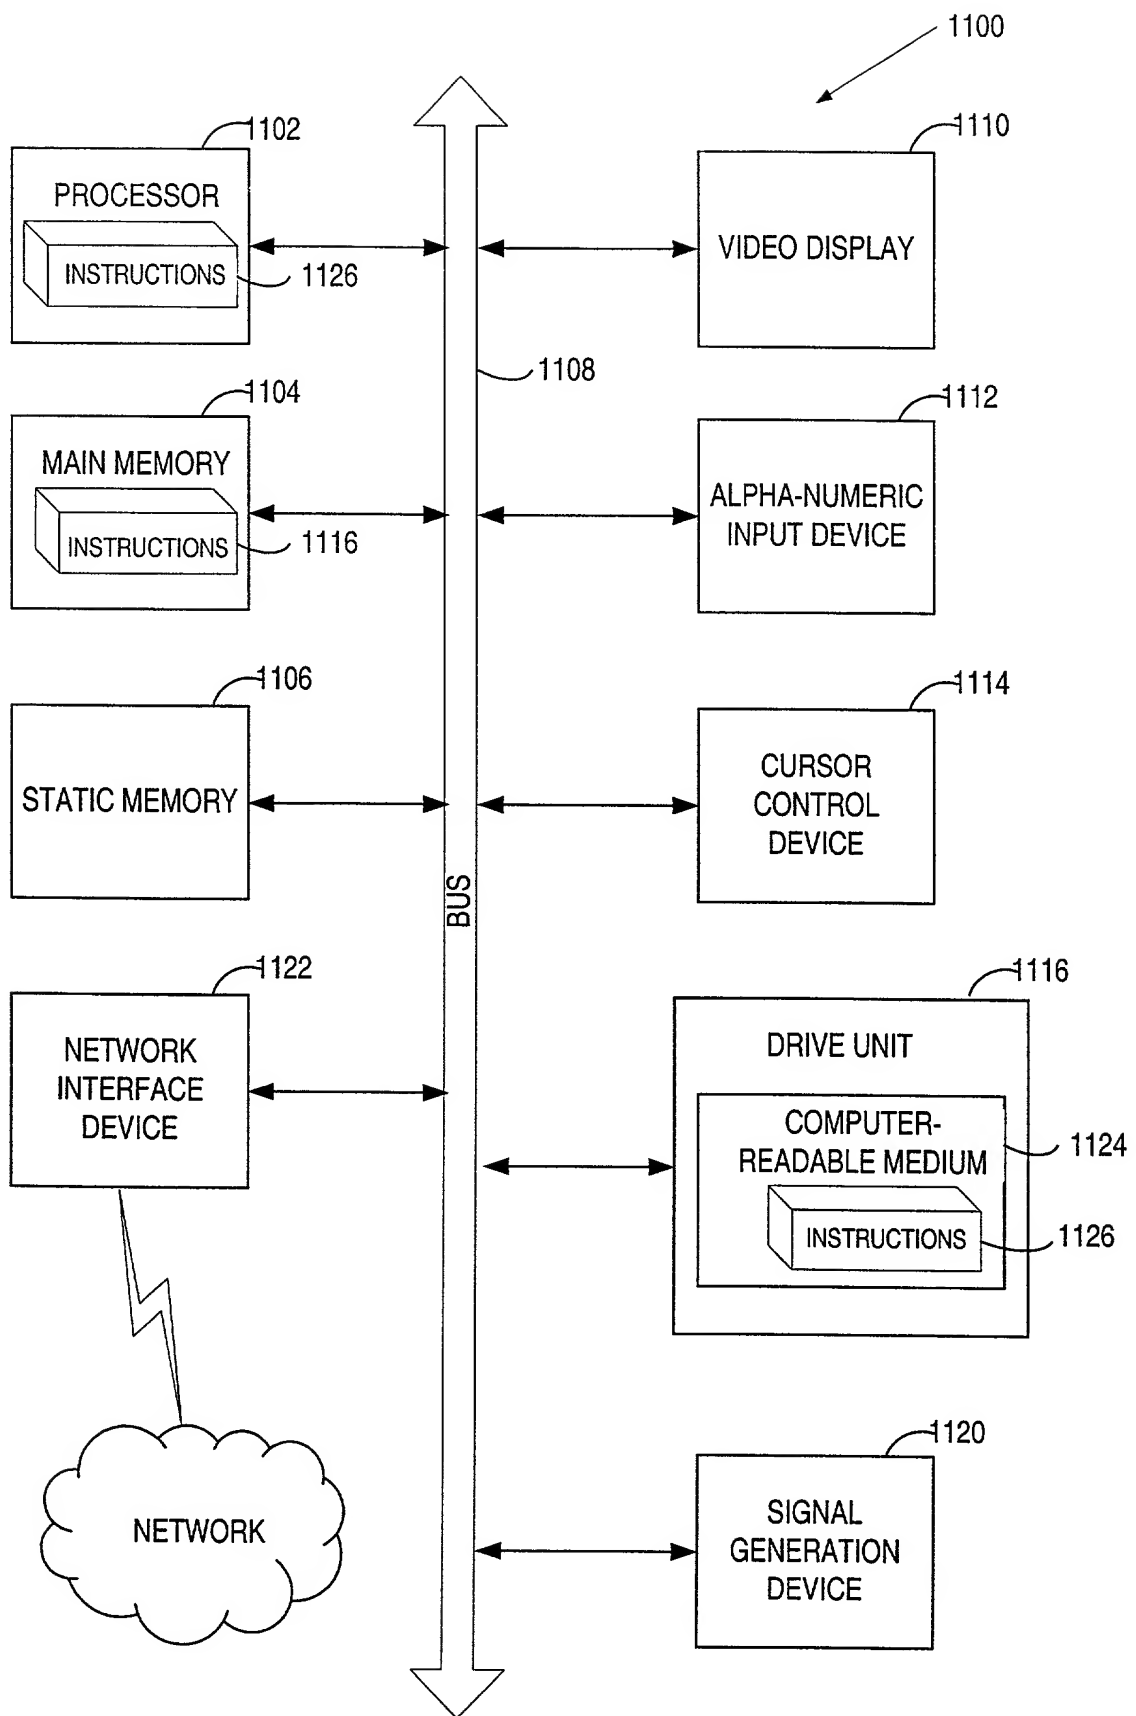 1100
1102
PROCESSOR
INSTRUCTIONS
1126
1110
VIDEO DISPLAY
1108
1104
MAIN MEMORY
INSTRUCTIONS
1116
1112
ALPHA-NUMERIC
INPUT DEVICE
1106
STATIC MEMORY
1114
CURSOR
CONTROL
DEVICE
BUS
1122
NETWORK
INTERFACE
DEVICE
1116
DRIVE UNIT
COMPUTER-
READABLE MEDIUM
1124
INSTRUCTIONS
1126
NETWORK
1120
SIGNAL
GENERATION
DEVICE